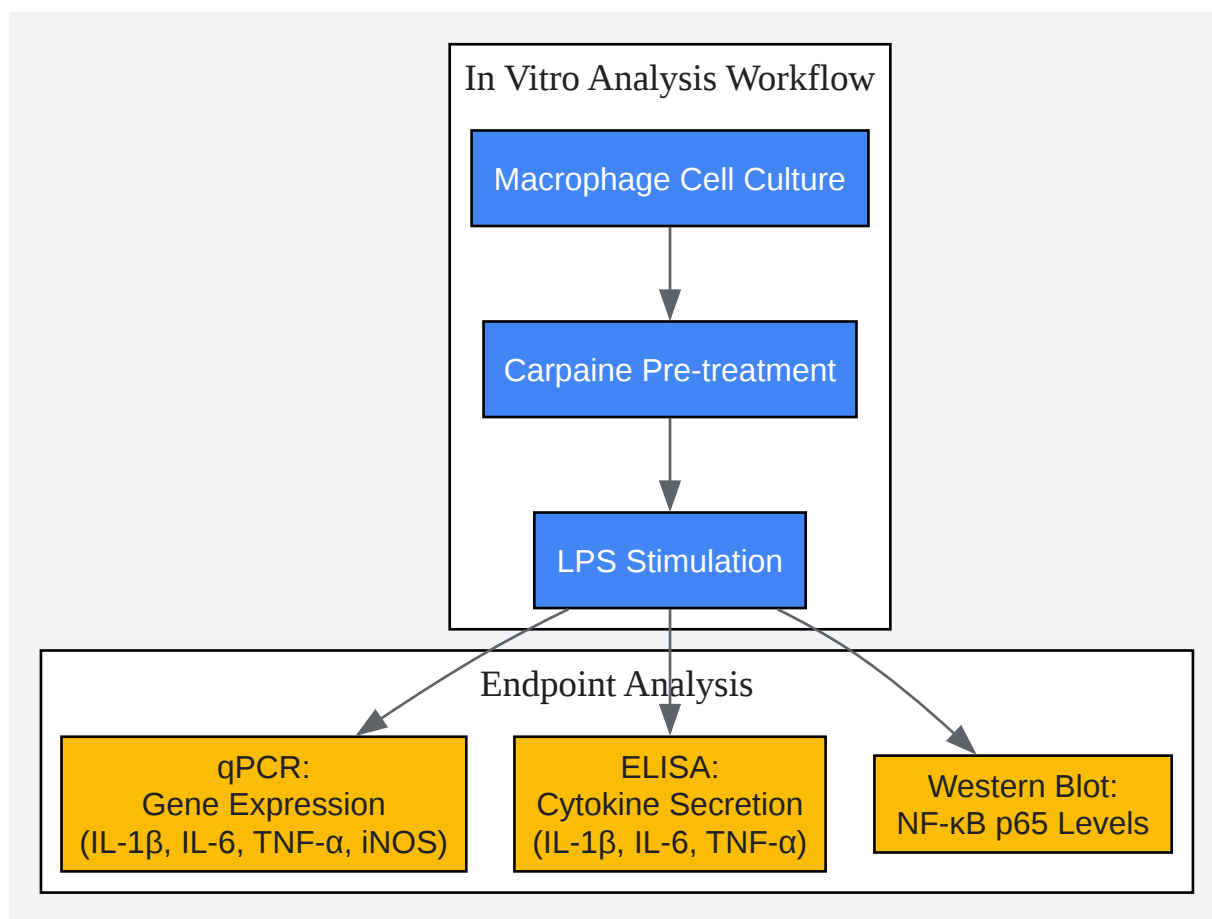 In Vitro Analysis Workflow
Macrophage Cell Culture
Carpaine Pre-treatment
LPS Stimulation
Endpoint Analysis
qPCR:
Gene Expression
(IL-1β, IL-6, TNF-α, iNOS)
ELISA:
Cytokine Secretion
(IL-1β, IL-6, TNF-α)
Western Blot:
NF-κB p65 Levels